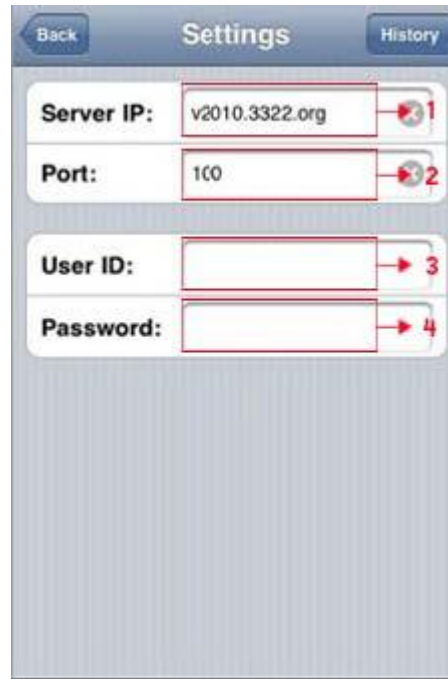 Back Settings History
Server IP: v2010.3322.org 1
Port: 100 2
User ID: 3
Password: 4